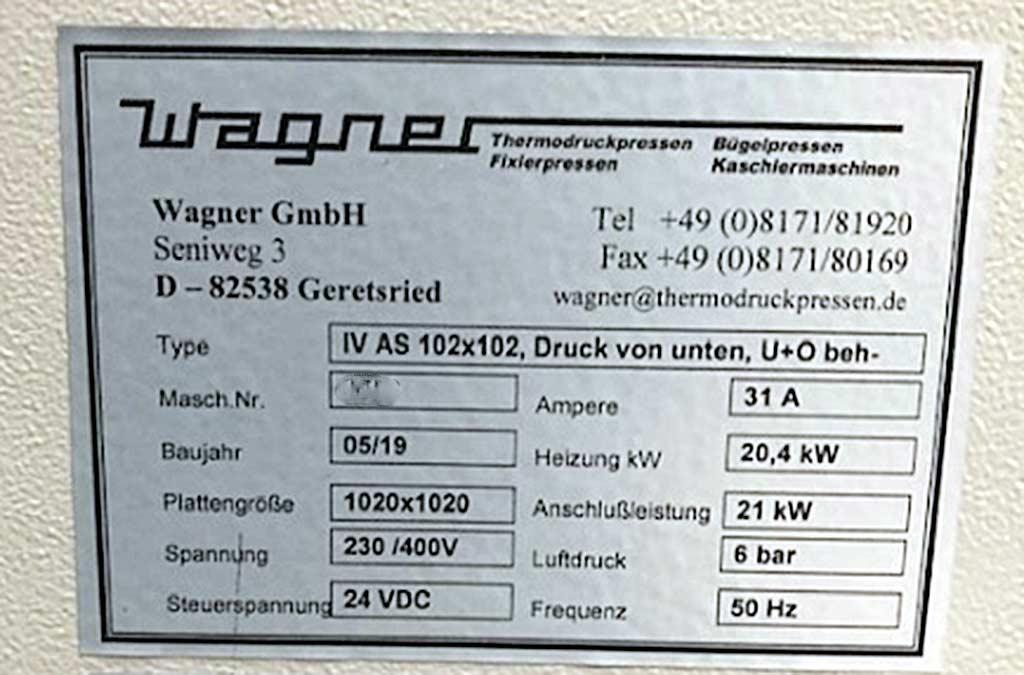 Wagner
Thermodruckpressen Bügelpressen
Fixierpressen Kaschiermaschinen
Wagner GmbH
Seniweg 3
D – 82538 Geretsried
Tel +49 (0)8171/81920
Fax +49 (0)8171/80169
wagner@thermodruckpressen.de
Type IV AS 102x102, Druck von unten, U+O beh-
Masch.Nr. Ampere 31 A
Baujahr 05/19 Heizung kW 20,4 kW
Plattengröße 1020x1020 Anschlußleistung 21 kW
Spannung 230 /400V Luftdruck 6 bar
Steuerspannung 24 VDC Frequenz 50 Hz